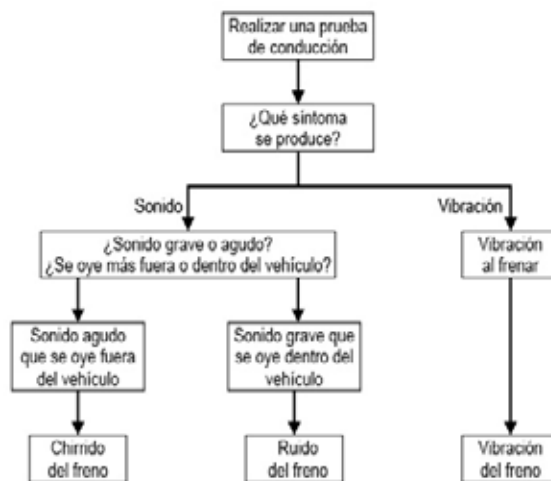 Realizar una prueba
de conducción
¿Qué síntoma
se produce?
Sonido
Vibración
¿Sonido grave o agudo?
¿Se oye más fuera o dentro del vehículo?
Vibración
al frenar
Sonido agudo
que se oye fuera
del vehículo
Sonido grave que
se oye dentro del
vehículo
Chirrido
del freno
Ruido
del freno
Vibración
del freno